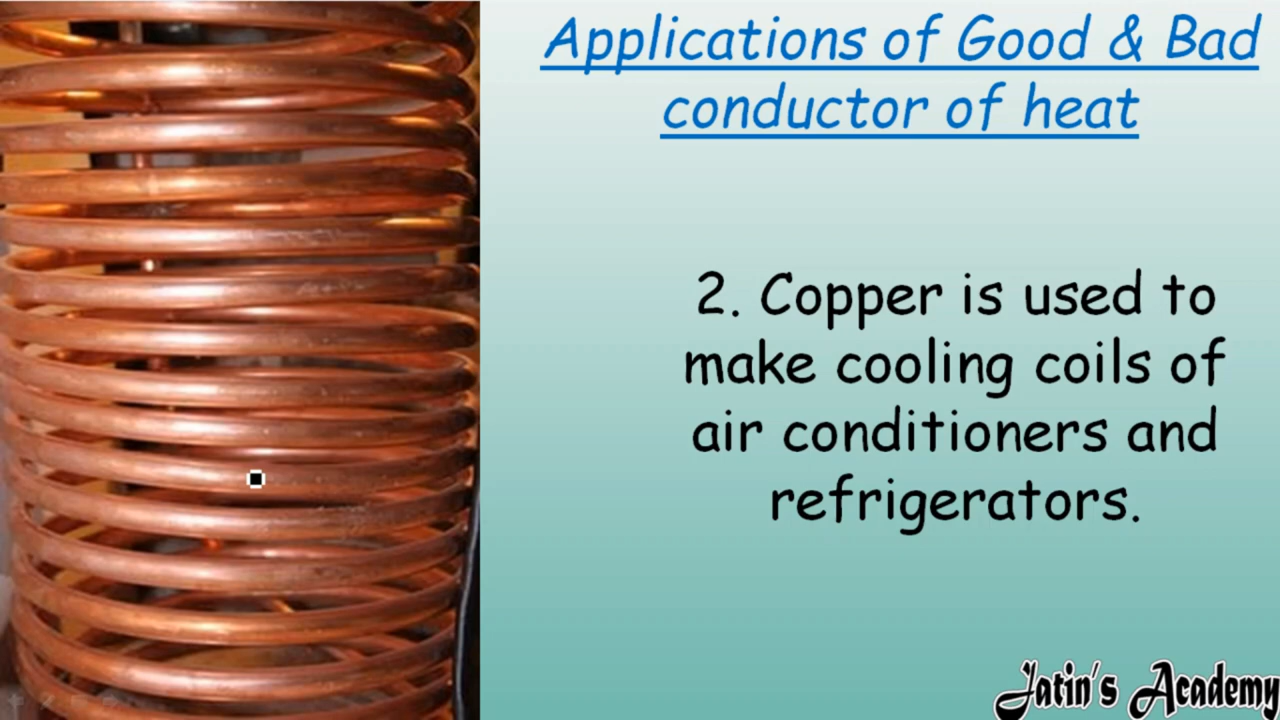 Applications of Good & Bad
conductor of heat
2. Copper is used to
make cooling coils of
air conditioners and
refrigerators.
Jatin's Academy